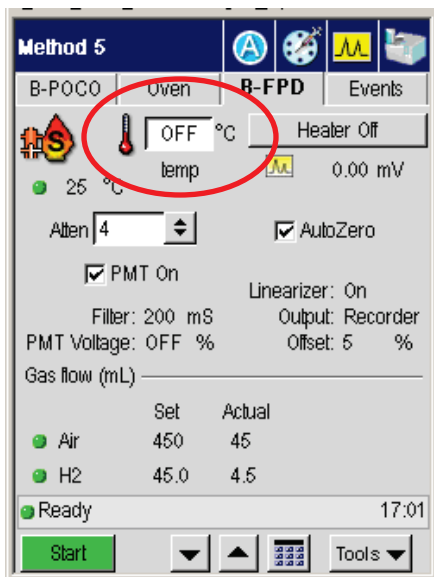 Method 5
B-POCO Oven B-FPD Events
OFF °C Heater Off
temp 0.00 mV
25 °C
Atten 4 AutoZero
PMT On
Linearizer: On
Filter: 200 mS Output: Recorder
PMT Voltage: OFF % Offset: 5 %
Gas flow (mL)
Set Actual
Air 450 45
H2 45.0 4.5
Ready 17:01
Start Tools